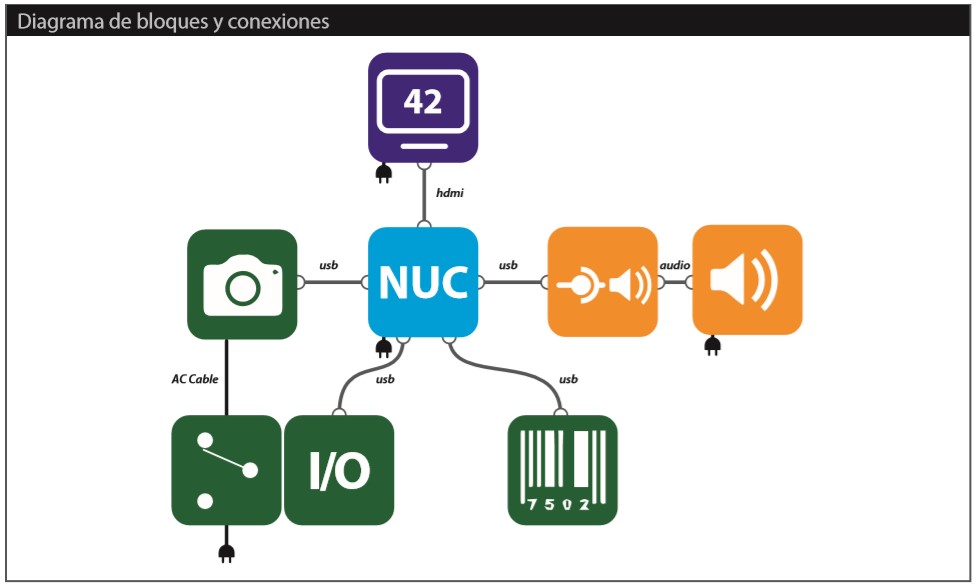 Diagrama de bloques y conexiones
42
hdmi
usb
NUC
usb
audio
AC Cable
usb
usb
I/O
7502